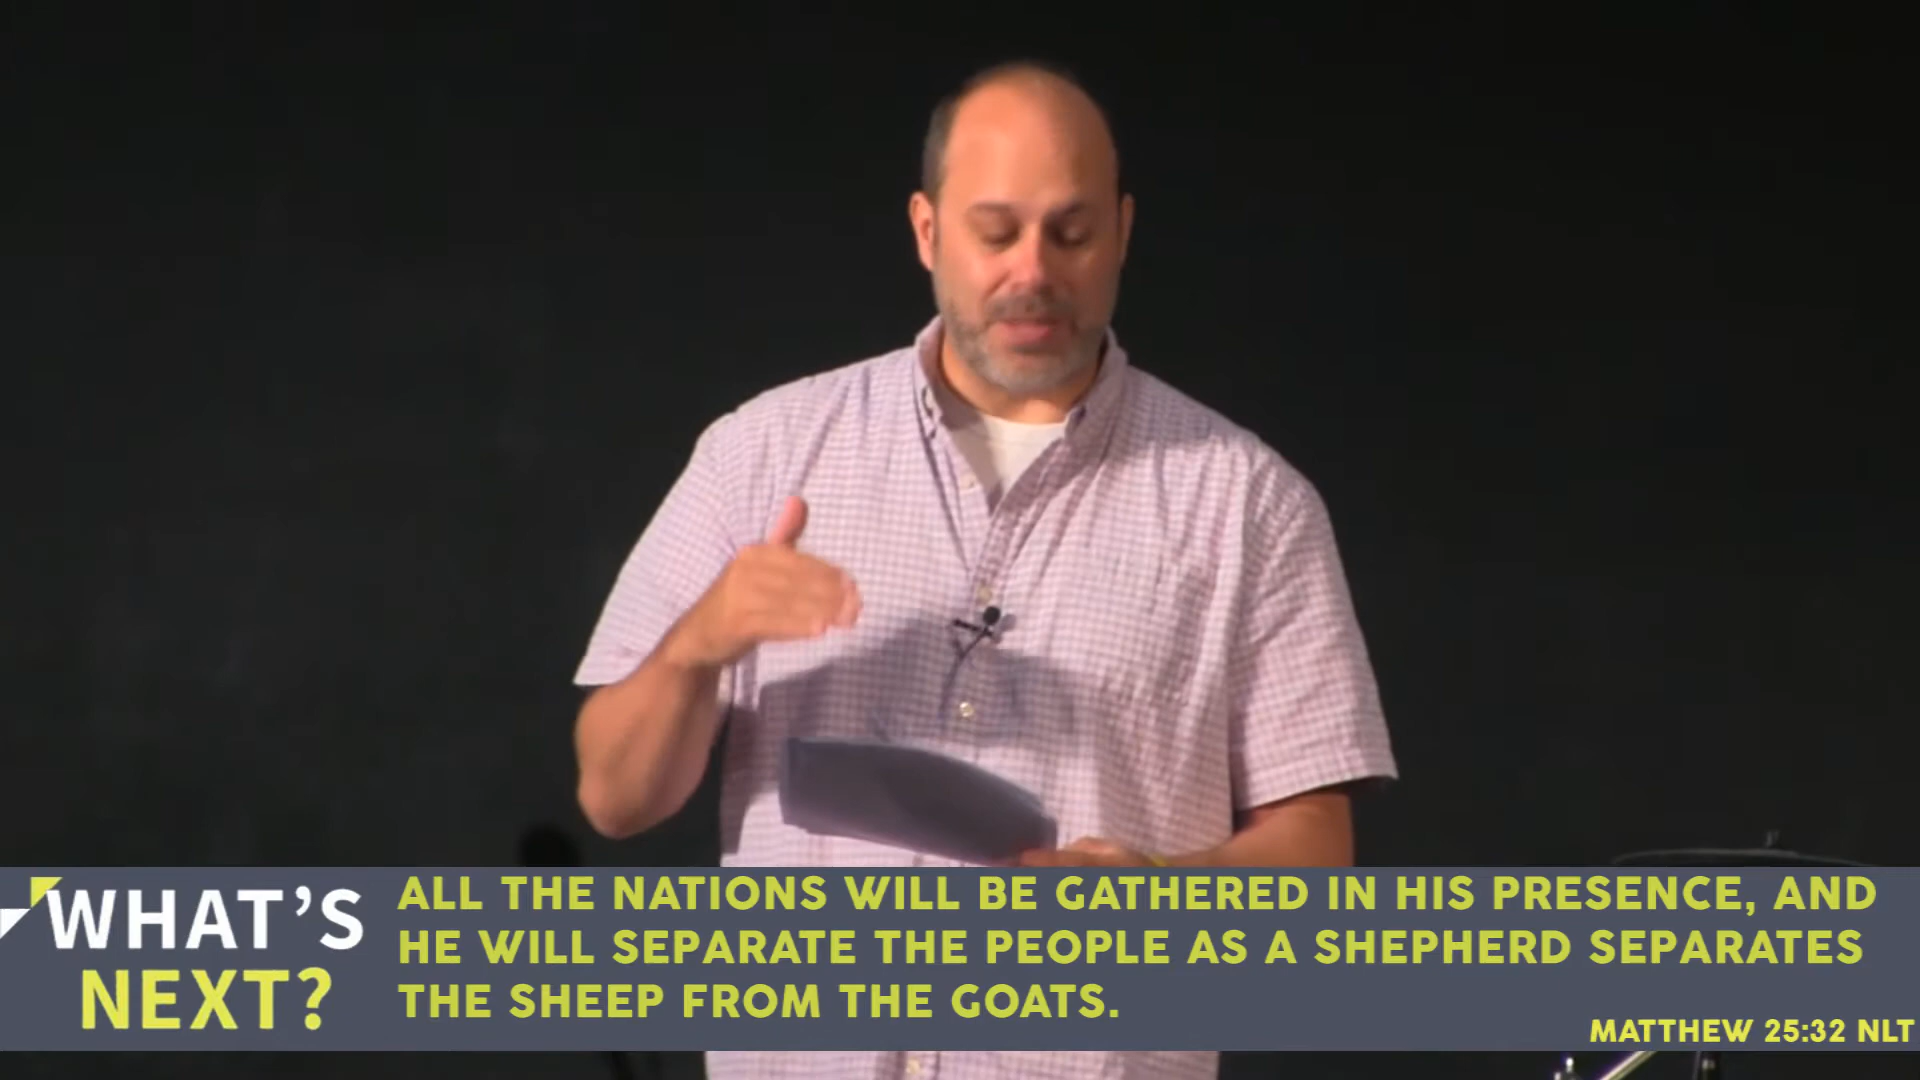 WHAT'S
NEXT?
ALL THE NATIONS WILL BE GATHERED IN HIS PRESENCE, AND
HE WILL SEPARATE THE PEOPLE AS A SHEPHERD SEPARATES
THE SHEEP FROM THE GOATS.
MATTHEW 25:32 NLT